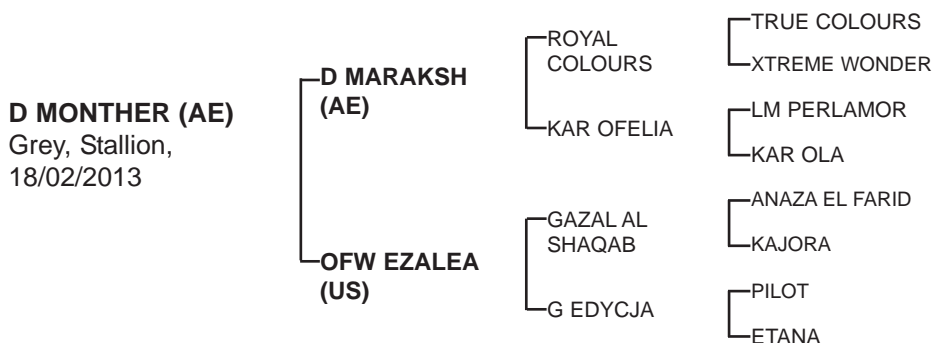 D MONTHER (AE)
Grey, Stallion,
18/02/2013
D MARAKSH
(AE)
OFW EZALEA
(US)
ROYAL
COLOURS
KAR OFELIA
GAZAL AL
SHAQAB
G EDYCJA
TRUE COLOURS
XTREME WONDER
LM PERLAMOR
KAR OLA
ANAZA EL FARID
KAJORA
PILOT
ETANA